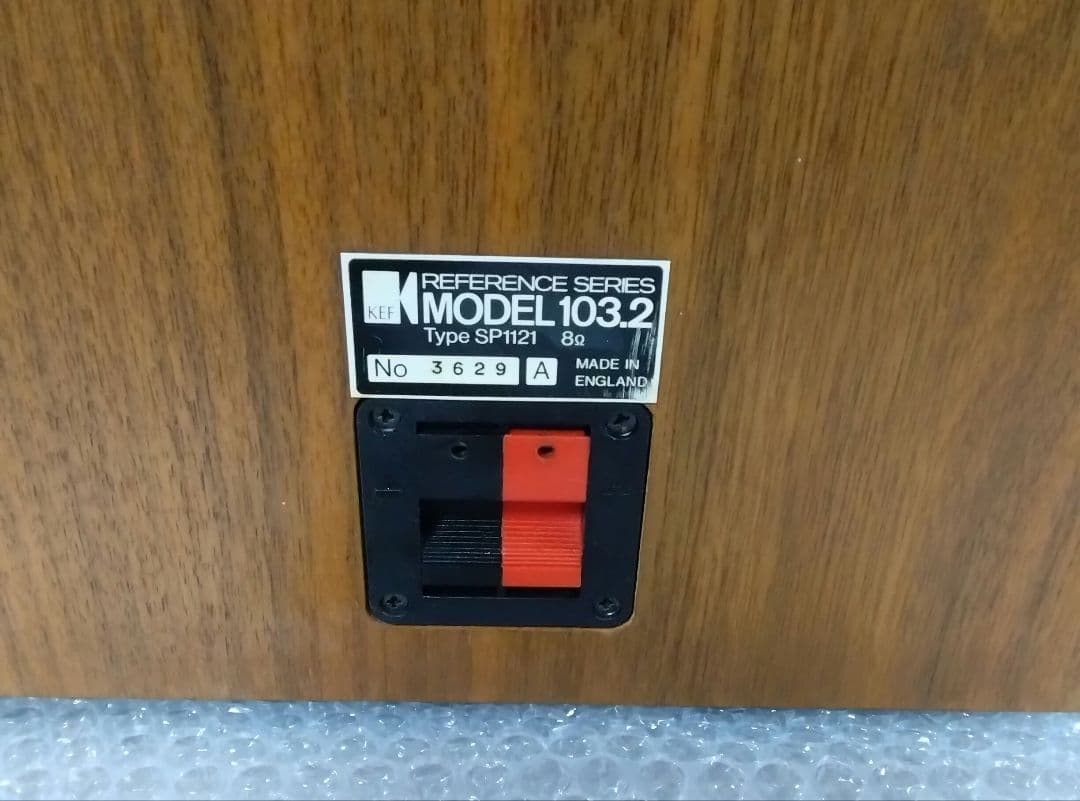 KEF
REFERENCE SERIES
MODEL 103.2
Type SP1121 8Ω
No 3629 A
MADE IN
ENGLAND